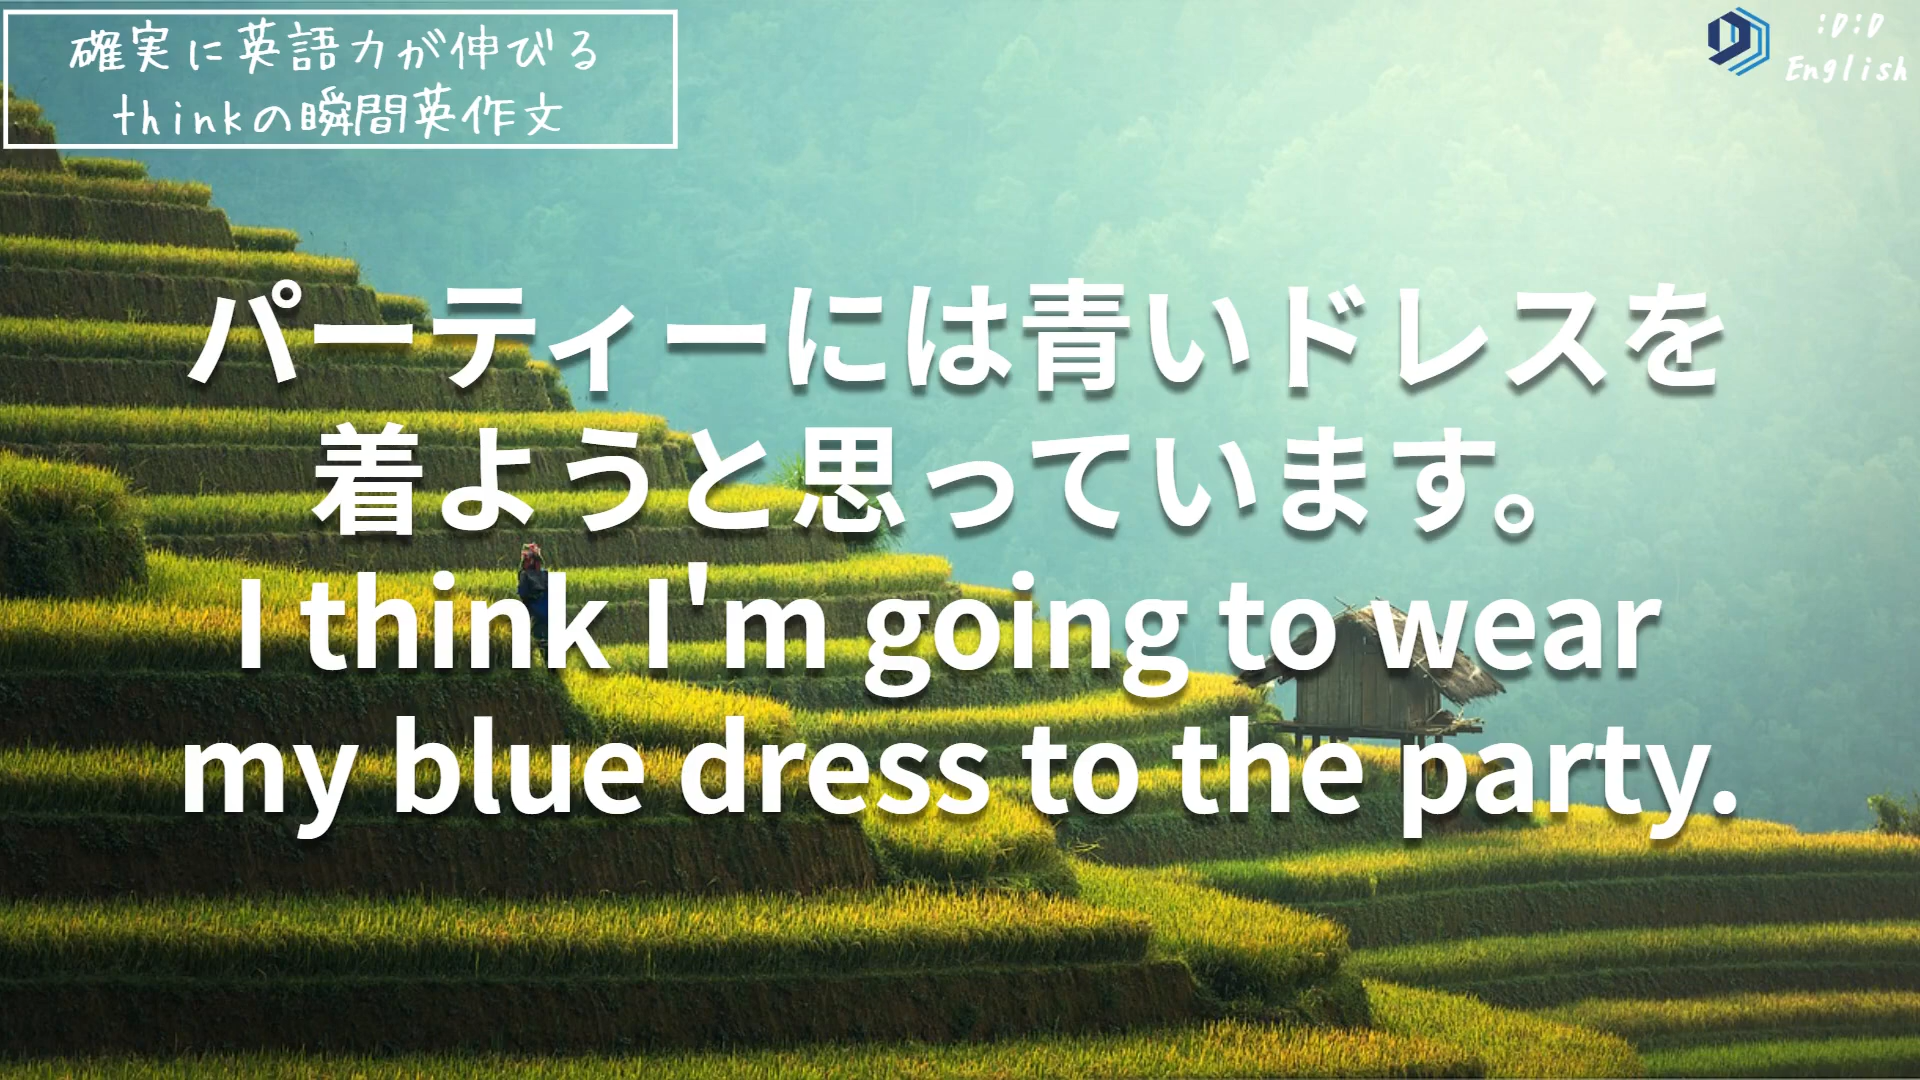 確実に英語力が伸びる
thinkの瞬間英作文
:D:D
English
パーティーには青いドレスを
着ようと思っています。
I think I'm going to wear
my blue dress to the party.